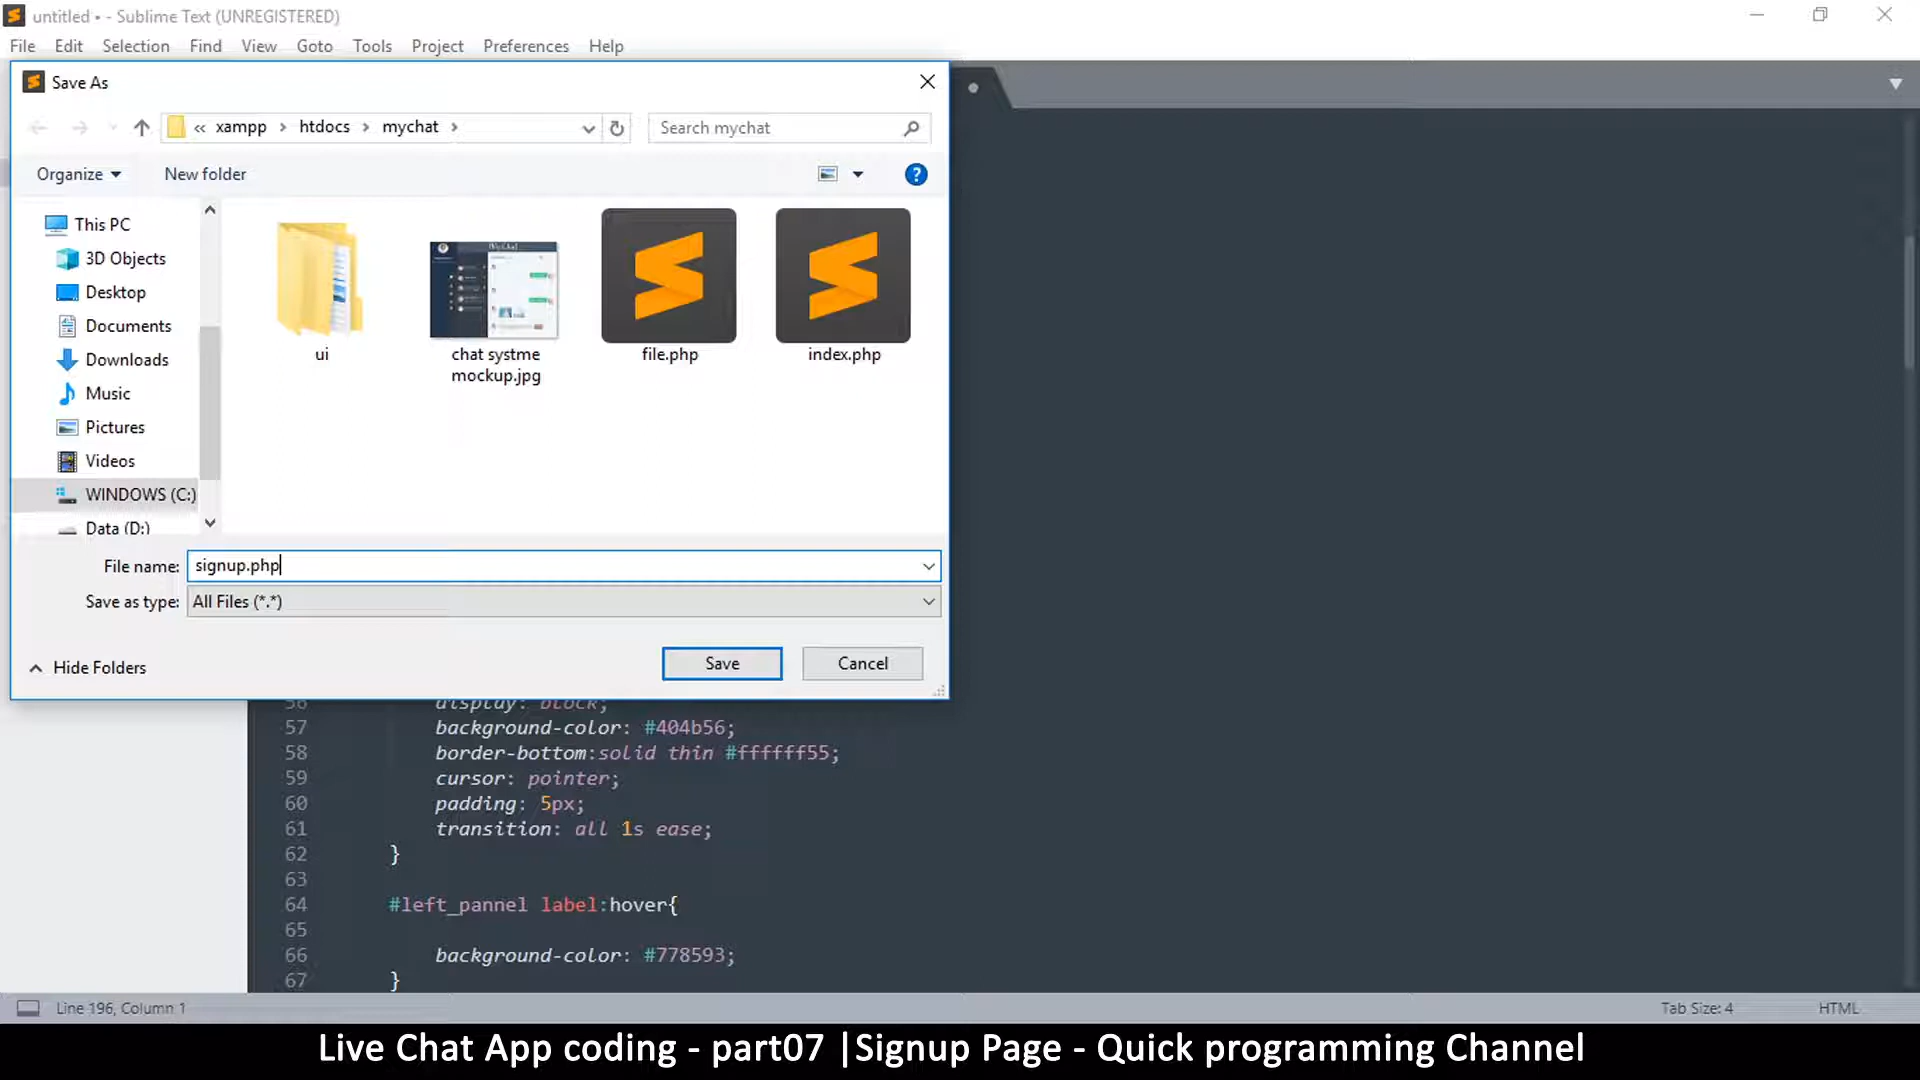 untitled • - Sublime Text (UNREGISTERED)
File Edit Selection Find View Goto Tools Project Preferences Help
Save As
« xampp › htdocs › mychat ›
Search mychat
Organize
New folder
?
This PC
3D Objects
Desktop
Documents
Downloads
Music
Pictures
Videos
WINDOWS (C:)
Data (D:)
ui
chat systme
mockup.jpg
file.php
index.php
File name: signup.php
Save as type: All Files (*.*)
Hide Folders
Save
Cancel
56 display: block;
57 background-color: #404b56;
58 border-bottom:solid thin #ffffff55;
59 cursor: pointer;
60 padding: 5px;
61 transition: all 1s ease;
62 }
63
64 #left_pannel label:hover{
65
66 background-color: #778593;
67 }
Line 196, Column 1
Tab Size: 4
HTML
Live Chat App coding - part07 |Signup Page - Quick programming Channel